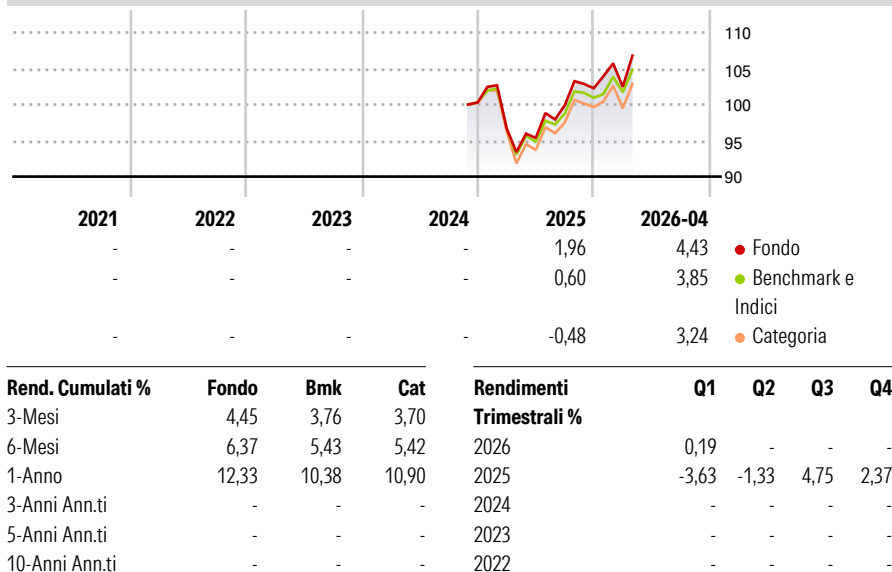 110
105
100
95
90
2021 2022 2023 2024 2025 2026-04
- - - - 1,96 4,43 Fondo
- - - - 0,60 3,85 Benchmark e
Indici
- - - - -0,48 3,24 Categoria
Rend. Cumulati % Fondo Bmk Cat
3-Mesi 4,45 3,76 3,70
6-Mesi 6,37 5,43 5,42
1-Anno 12,33 10,38 10,90
3-Anni Ann.ti - - -
5-Anni Ann.ti - - -
10-Anni Ann.ti - - -
Rendimenti Q1 Q2 Q3 Q4
Trimestrali %
2026 0,19 - - -
2025 -3,63 -1,33 4,75 2,37
2024 - - - -
2023 - - - -
2022 - - - -